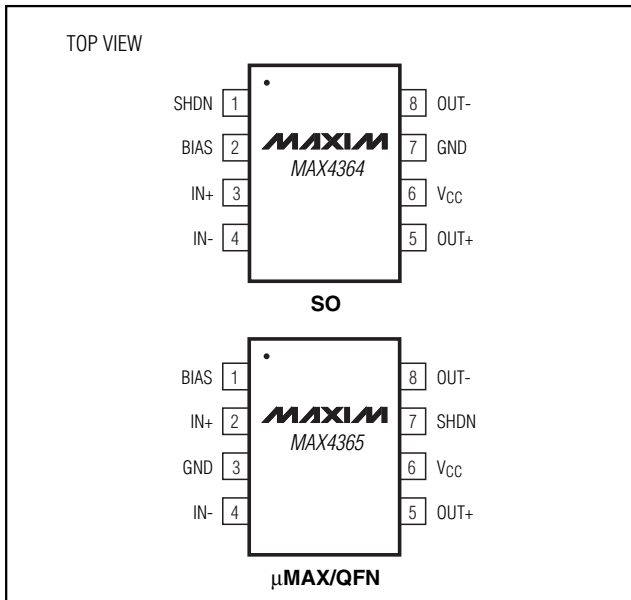 TOP VIEW
SHDN 1 8 OUT-
BIAS 2 MAXIM 7 GND
MAX4364
IN+ 3 6 VCC
IN- 4 5 OUT+
SO
BIAS 1 8 OUT-
IN+ 2 MAXIM 7 SHDN
MAX4365
GND 3 6 VCC
IN- 4 5 OUT+
µMAX/QFN